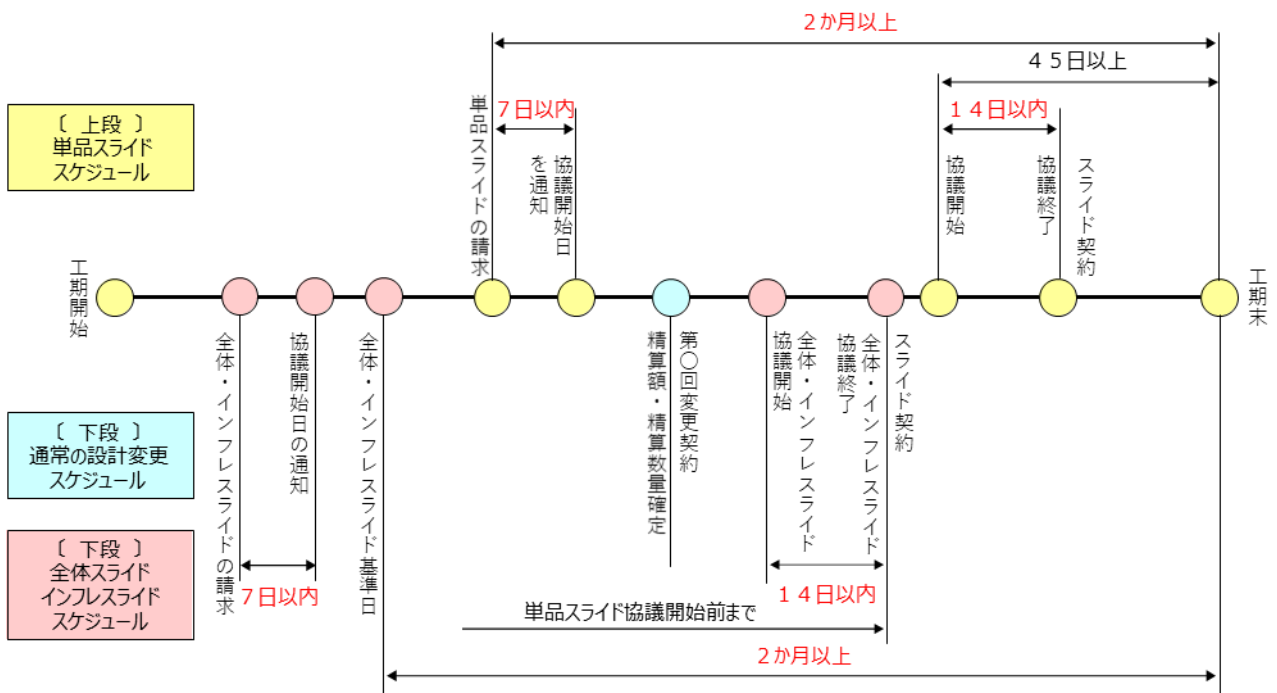 ２か月以上
４５日以上
〔 上段 〕
単品スライド
スケジュール
単品スライドの請求
７日以内
協議開始日
を通知
１４日以内
協議開始
協議終了
スライド契約
工期開始
工期末
全体・インフレスライドの請求
協議開始日の通知
全体・インフレスライド基準日
第〇回変更契約
精算額・精算数量確定
全体・インフレスライド
協議開始
スライド契約
全体・インフレスライド
協議終了
〔 下段 〕
通常の設計変更
スケジュール
〔 下段 〕
全体スライド
インフレスライド
スケジュール
７日以内
１４日以内
単品スライド協議開始前まで
２か月以上